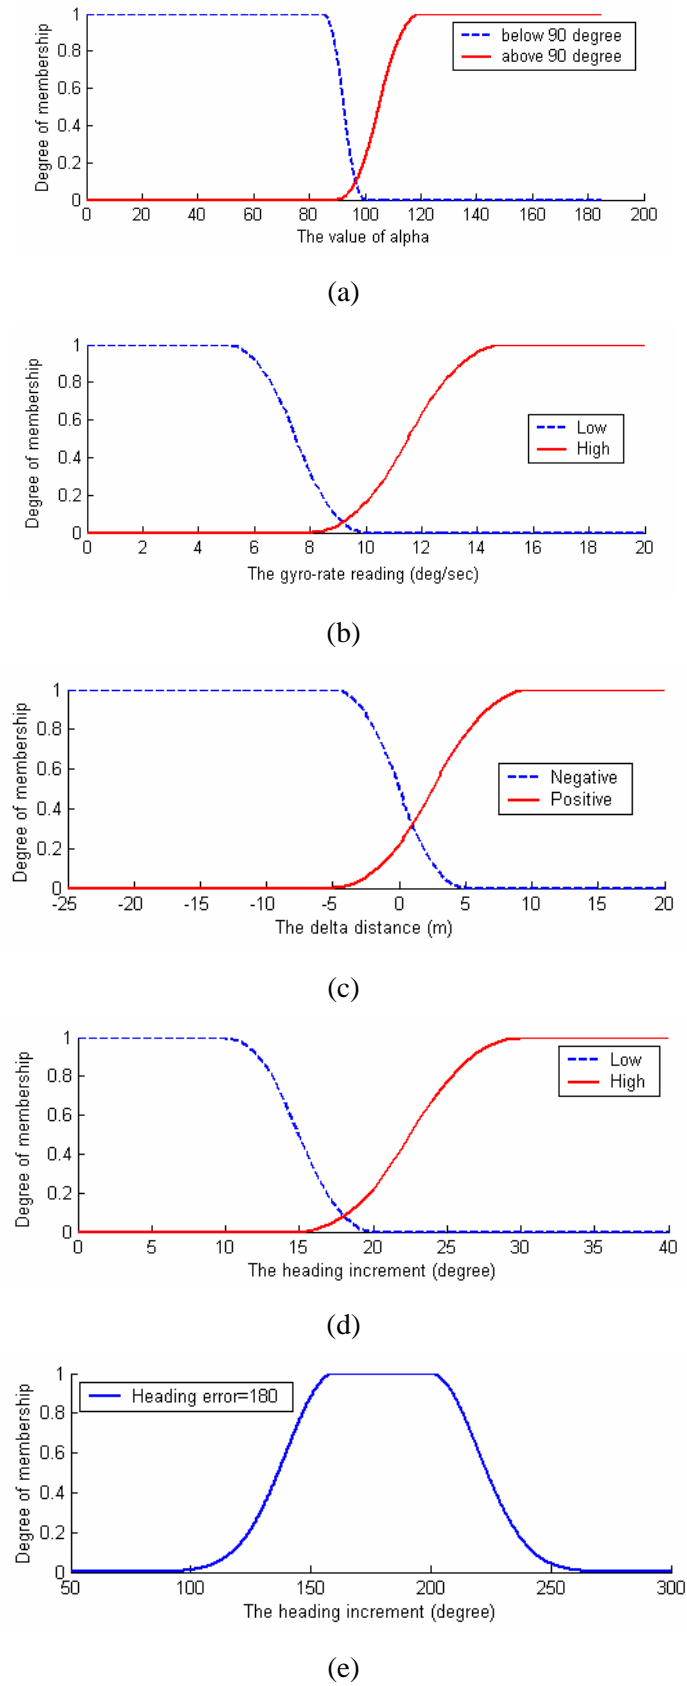 1
0.8
0.6
0.4
0.2
0
Degree of membership
below 90 degree
above 90 degree
0 20 40 60 80 100 120 140 160 180 200
The value of alpha
(a)
1
0.8
0.6
0.4
0.2
0
Degree of membership
Low
High
0 2 4 6 8 10 12 14 16 18 20
The gyro-rate reading (deg/sec)
(b)
1
0.8
0.6
0.4
0.2
0
Degree of membership
Negative
Positive
-25 -20 -15 -10 -5 0 5 10 15 20
The delta distance (m)
(c)
1
0.8
0.6
0.4
0.2
0
Degree of membership
Low
High
0 5 10 15 20 25 30 35 40
The heading increment (degree)
(d)
1
0.8
0.6
0.4
0.2
0
Degree of membership
Heading error=180
50 100 150 200 250 300
The heading increment (degree)
(e)